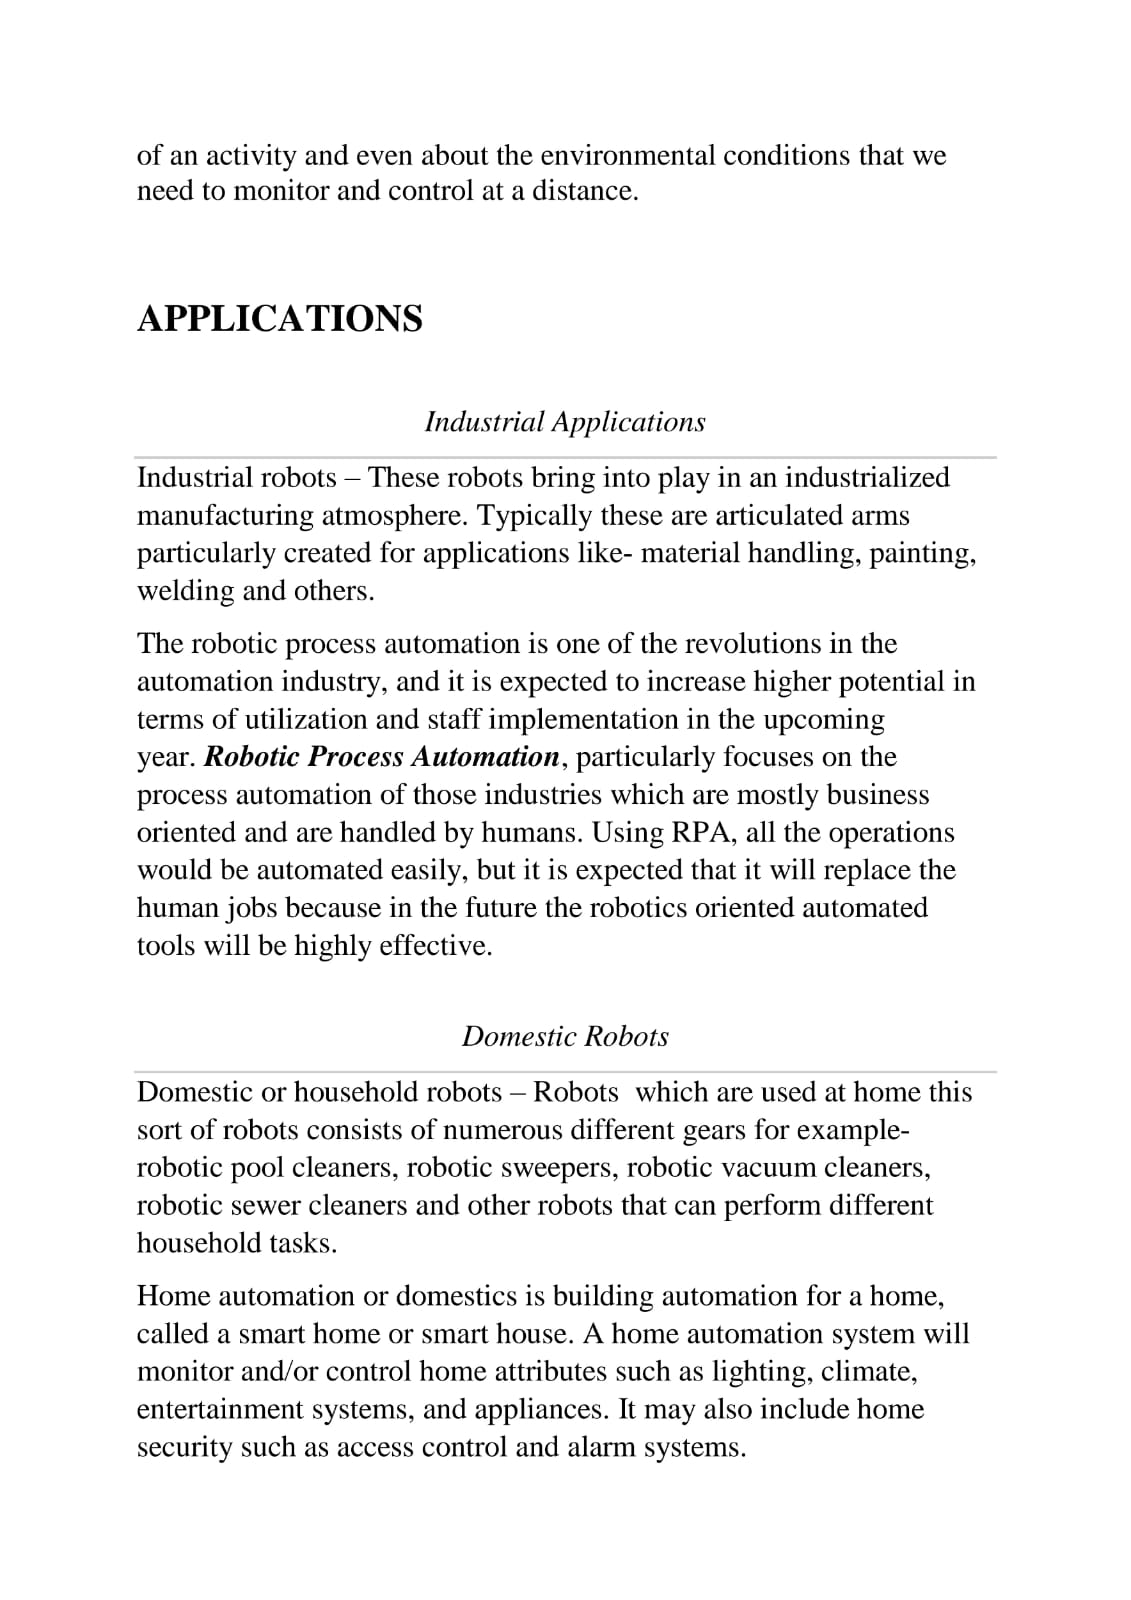 of an activity and even about the environmental conditions that we
need to monitor and control at a distance.
APPLICATIONS
Industrial Applications
Industrial robots – These robots bring into play in an industrialized
manufacturing atmosphere. Typically these are articulated arms
particularly created for applications like- material handling, painting,
welding and others.
The robotic process automation is one of the revolutions in the
automation industry, and it is expected to increase higher potential in
terms of utilization and staff implementation in the upcoming
year. Robotic Process Automation, particularly focuses on the
process automation of those industries which are mostly business
oriented and are handled by humans. Using RPA, all the operations
would be automated easily, but it is expected that it will replace the
human jobs because in the future the robotics oriented automated
tools will be highly effective.
Domestic Robots
Domestic or household robots – Robots  which are used at home this
sort of robots consists of numerous different gears for example-
robotic pool cleaners, robotic sweepers, robotic vacuum cleaners,
robotic sewer cleaners and other robots that can perform different
household tasks.
Home automation or domestics is building automation for a home,
called a smart home or smart house. A home automation system will
monitor and/or control home attributes such as lighting, climate,
entertainment systems, and appliances. It may also include home
security such as access control and alarm systems.